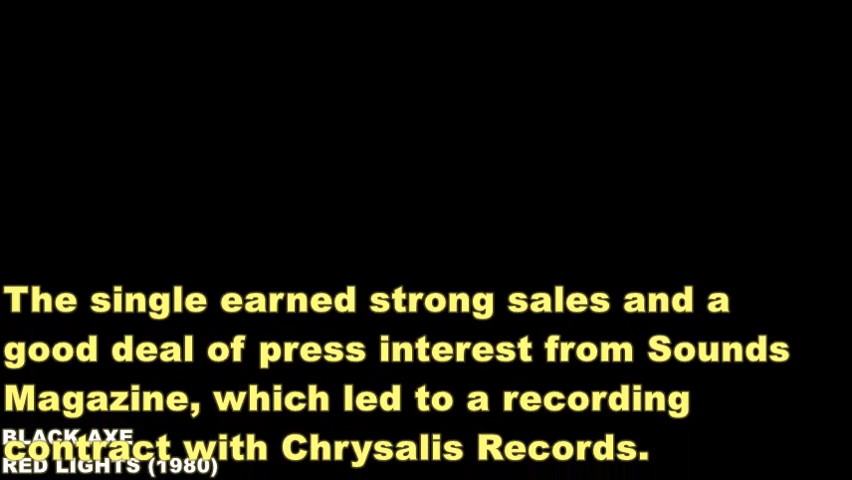 The single earned strong sales and a
good deal of press interest from Sounds
Magazine, which led to a recording
contract with Chrysalis Records.
BLACK AXE
RED LIGHTS (1980)